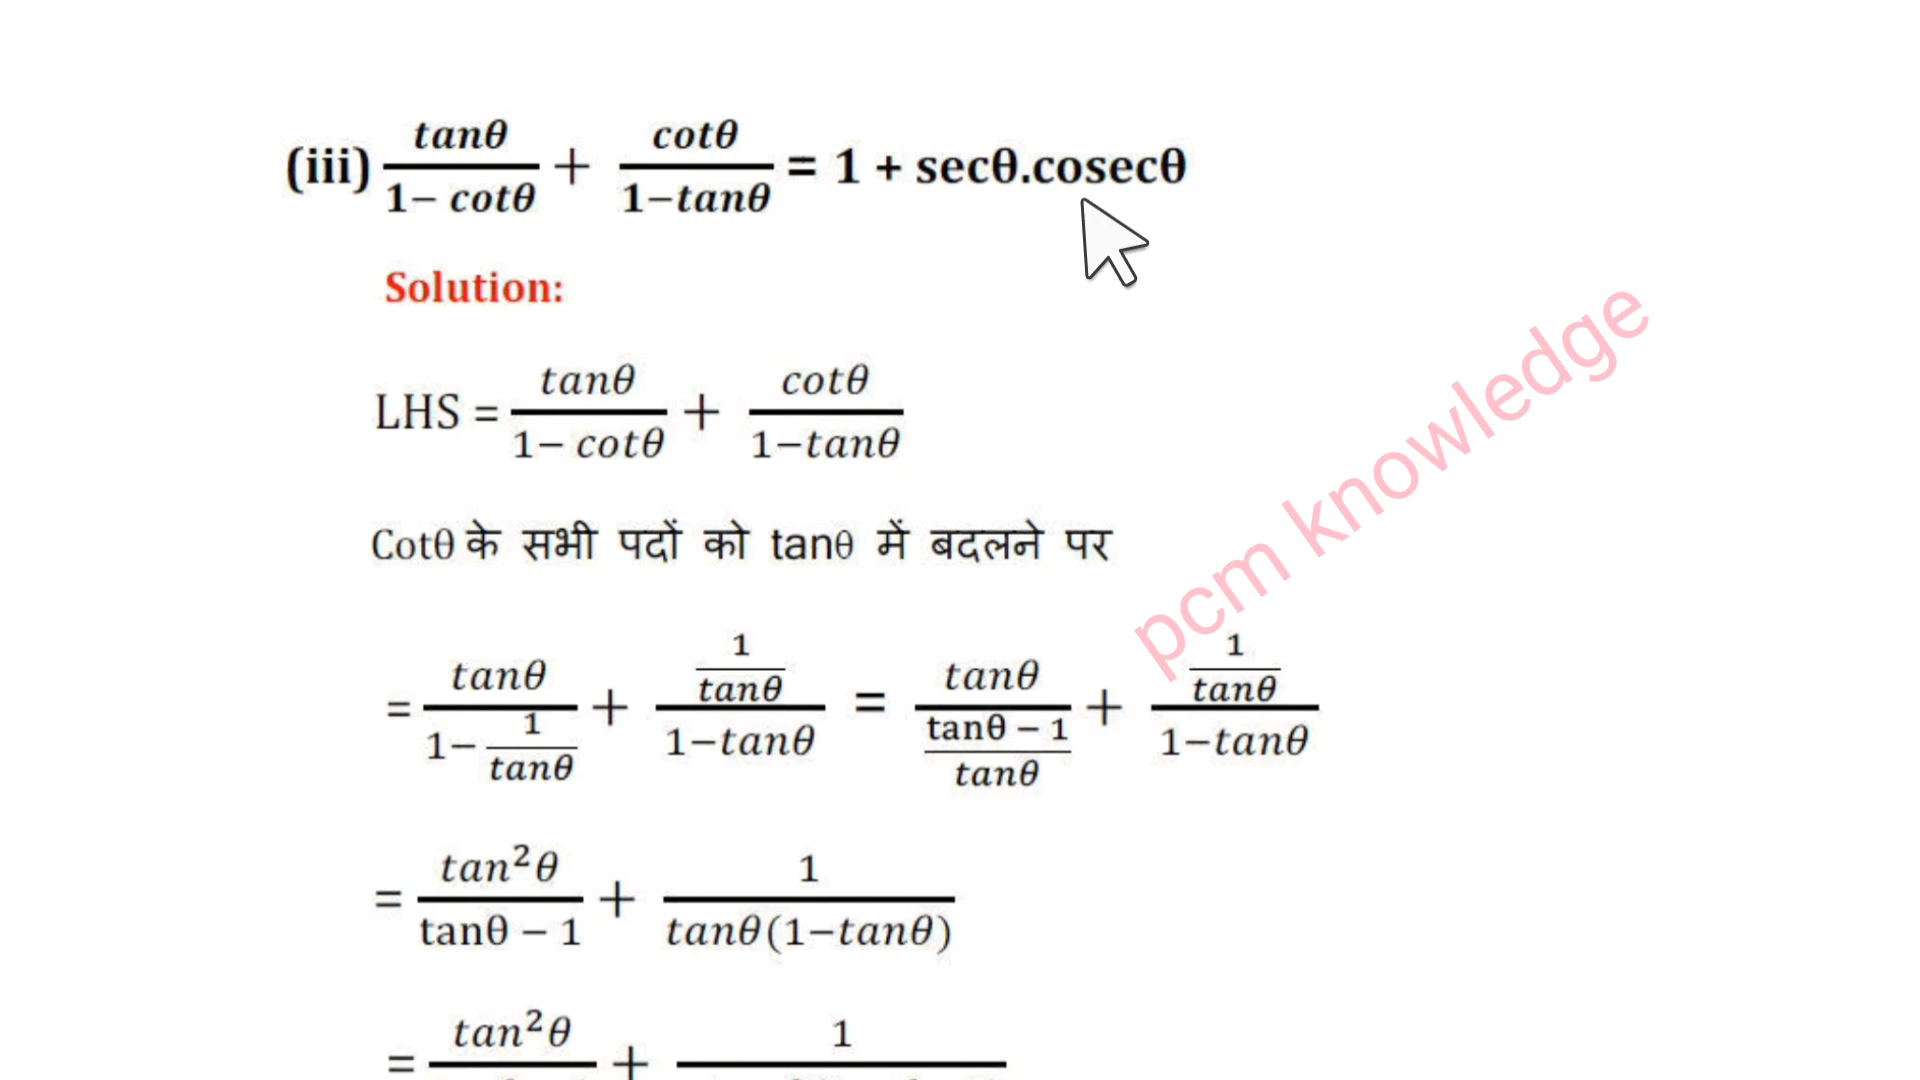 (iii) tanθ/1− cotθ + cotθ/1−tanθ = 1 + secθ.cosecθ
Solution:
LHS = tanθ/1− cotθ + cotθ/1−tanθ
Cotθ के सभी पदों को tanθ में बदलने पर
= tanθ/(1− 1/tanθ) + (1/tanθ)/1−tanθ = tanθ/((tanθ − 1)/tanθ) + (1/tanθ)/1−tanθ
= tan²θ/tanθ − 1 + 1/tanθ(1−tanθ)
= tan²θ + 1
pcm knowledge